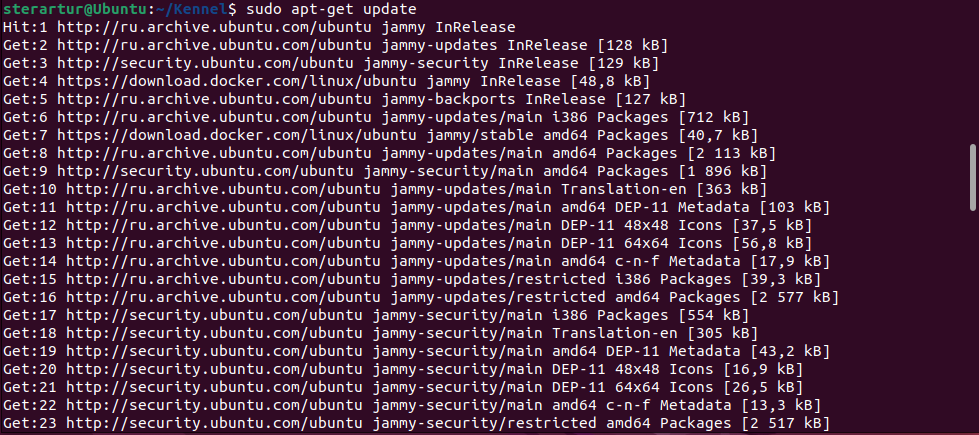 sterartur@Ubuntu:~/Kennel$ sudo apt-get update
Hit:1 http://ru.archive.ubuntu.com/ubuntu jammy InRelease
Get:2 http://ru.archive.ubuntu.com/ubuntu jammy-updates InRelease [128 kB]
Get:3 http://security.ubuntu.com/ubuntu jammy-security InRelease [129 kB]
Get:4 https://download.docker.com/linux/ubuntu jammy InRelease [48,8 kB]
Get:5 http://ru.archive.ubuntu.com/ubuntu jammy-backports InRelease [127 kB]
Get:6 http://ru.archive.ubuntu.com/ubuntu jammy-updates/main i386 Packages [712 kB]
Get:7 https://download.docker.com/linux/ubuntu jammy/stable amd64 Packages [40,7 kB]
Get:8 http://ru.archive.ubuntu.com/ubuntu jammy-updates/main amd64 Packages [2 113 kB]
Get:9 http://security.ubuntu.com/ubuntu jammy-security/main amd64 Packages [1 896 kB]
Get:10 http://ru.archive.ubuntu.com/ubuntu jammy-updates/main Translation-en [363 kB]
Get:11 http://ru.archive.ubuntu.com/ubuntu jammy-updates/main amd64 DEP-11 Metadata [103 kB]
Get:12 http://ru.archive.ubuntu.com/ubuntu jammy-updates/main DEP-11 48x48 Icons [37,5 kB]
Get:13 http://ru.archive.ubuntu.com/ubuntu jammy-updates/main DEP-11 64x64 Icons [56,8 kB]
Get:14 http://ru.archive.ubuntu.com/ubuntu jammy-updates/main amd64 c-n-f Metadata [17,9 kB]
Get:15 http://ru.archive.ubuntu.com/ubuntu jammy-updates/restricted i386 Packages [39,3 kB]
Get:16 http://ru.archive.ubuntu.com/ubuntu jammy-updates/restricted amd64 Packages [2 577 kB]
Get:17 http://security.ubuntu.com/ubuntu jammy-security/main i386 Packages [554 kB]
Get:18 http://security.ubuntu.com/ubuntu jammy-security/main Translation-en [305 kB]
Get:19 http://security.ubuntu.com/ubuntu jammy-security/main amd64 DEP-11 Metadata [43,2 kB]
Get:20 http://security.ubuntu.com/ubuntu jammy-security/main DEP-11 48x48 Icons [16,9 kB]
Get:21 http://security.ubuntu.com/ubuntu jammy-security/main DEP-11 64x64 Icons [26,5 kB]
Get:22 http://security.ubuntu.com/ubuntu jammy-security/main amd64 c-n-f Metadata [13,3 kB]
Get:23 http://security.ubuntu.com/ubuntu jammy-security/restricted amd64 Packages [2 517 kB]